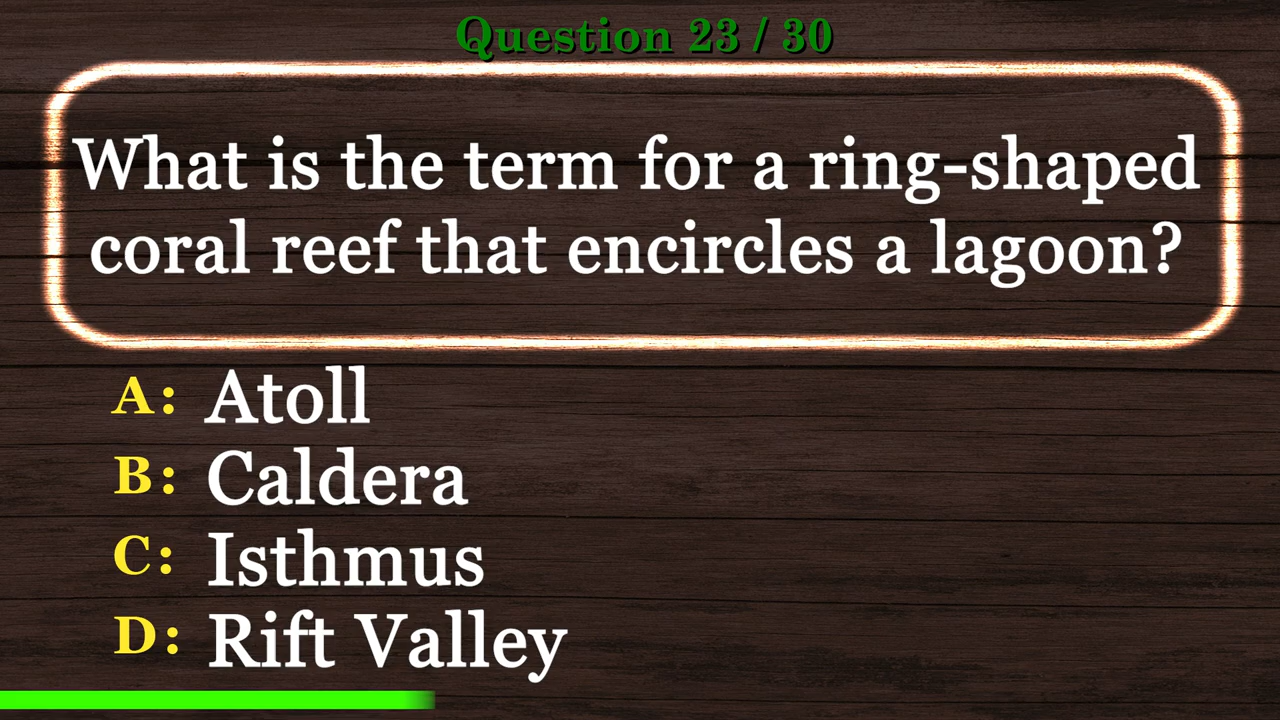 Question 23 / 30
What is the term for a ring-shaped
coral reef that encircles a lagoon?
A: Atoll
B: Caldera
C: Isthmus
D: Rift Valley